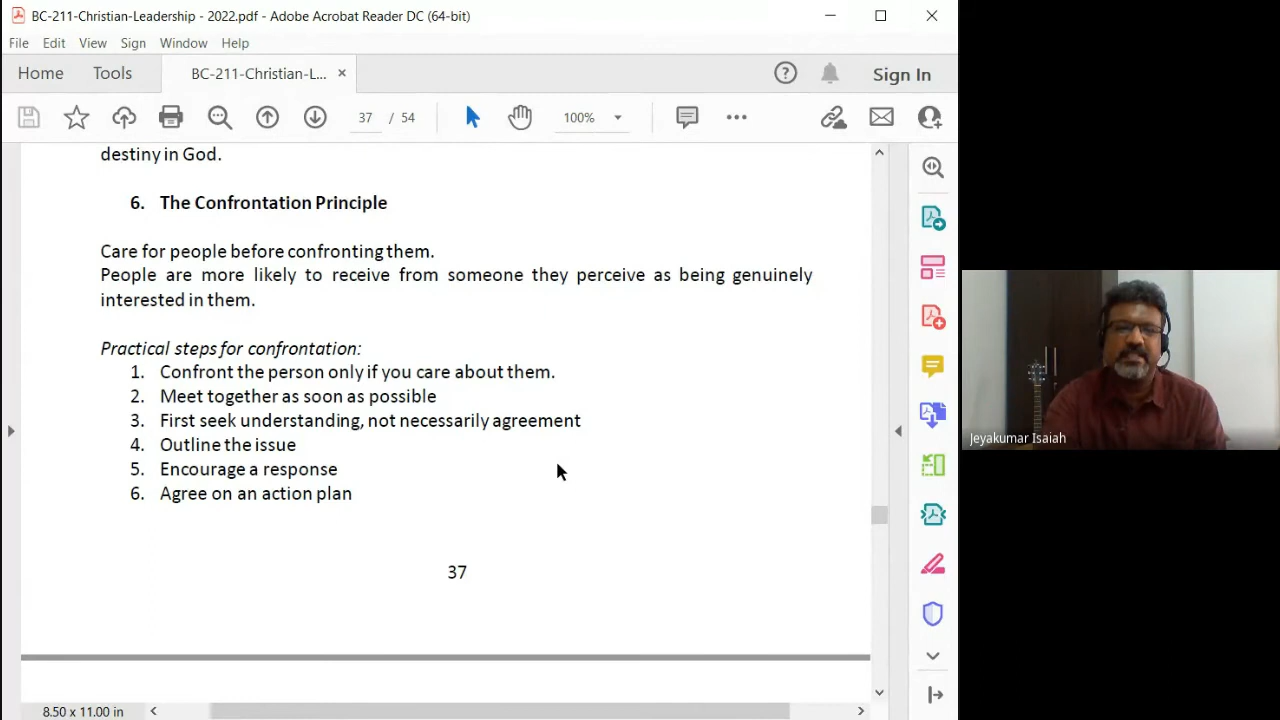 BC-211-Christian-Leadership - 2022.pdf - Adobe Acrobat Reader DC (64-bit)
File Edit View Sign Window Help
Home Tools BC-211-Christian-L... Sign In
37 / 54 100%
destiny in God.
6. The Confrontation Principle
Care for people before confronting them.
People are more likely to receive from someone they perceive as being genuinely
interested in them.
Practical steps for confrontation:
1. Confront the person only if you care about them.
2. Meet together as soon as possible
3. First seek understanding, not necessarily agreement
4. Outline the issue
5. Encourage a response
6. Agree on an action plan
37
8.50 x 11.00 in
Jeyakumar Isaiah